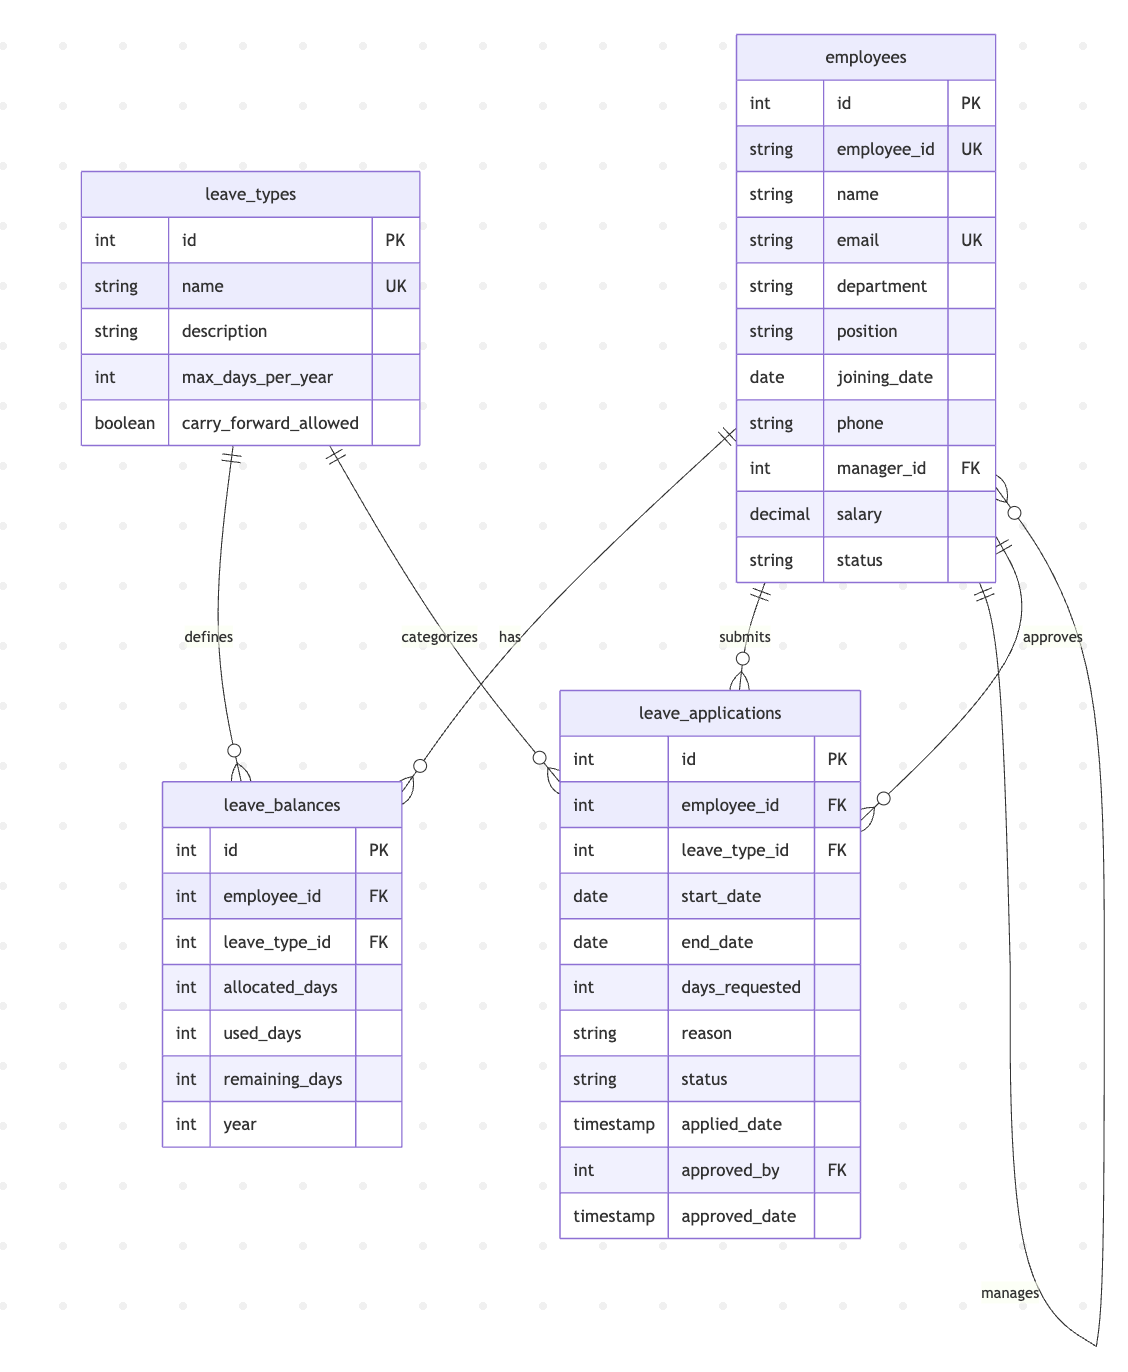 employees
int id PK
string employee_id UK
string name
string email UK
string department
string position
date joining_date
string phone
int manager_id FK
decimal salary
string status
leave_types
int id PK
string name UK
string description
int max_days_per_year
boolean carry_forward_allowed
defines
categorizes
has
submits
approves
leave_applications
int id PK
int employee_id FK
int leave_type_id FK
date start_date
date end_date
int days_requested
string reason
string status
timestamp applied_date
int approved_by FK
timestamp approved_date
leave_balances
int id PK
int employee_id FK
int leave_type_id FK
int allocated_days
int used_days
int remaining_days
int year
manages